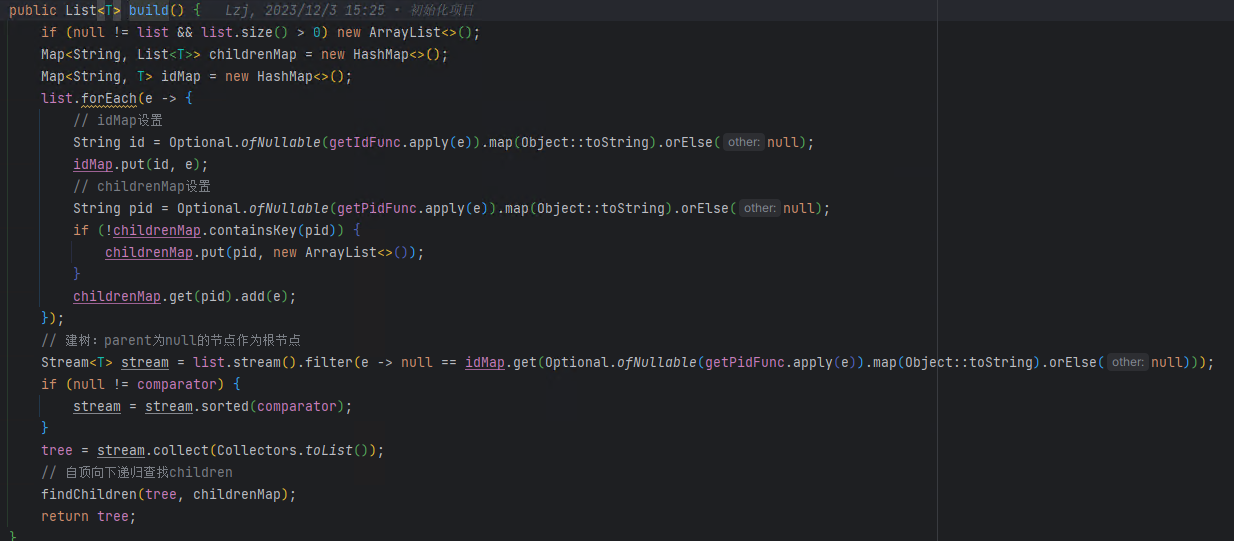 public List<T> build() {   Lzj, 2023/12/3 15:25 • 初始化项目
    if (null != list && list.size() > 0) new ArrayList<>();
    Map<String, List<T>> childrenMap = new HashMap<>();
    Map<String, T> idMap = new HashMap<>();
    list.forEach(e -> {
        // idMap设置
        String id = Optional.ofNullable(getIdFunc.apply(e)).map(Object::toString).orElse( other: null);
        idMap.put(id, e);
        // childrenMap设置
        String pid = Optional.ofNullable(getPidFunc.apply(e)).map(Object::toString).orElse( other: null);
        if (!childrenMap.containsKey(pid)) {
            childrenMap.put(pid, new ArrayList<>());
        }
        childrenMap.get(pid).add(e);
    });
    // 建树：parent为null的节点作为根节点
    Stream<T> stream = list.stream().filter(e -> null == idMap.get(Optional.ofNullable(getPidFunc.apply(e)).map(Object::toString).orElse( other: null)));
    if (null != comparator) {
        stream = stream.sorted(comparator);
    }
    tree = stream.collect(Collectors.toList());
    // 自顶向下递归查找children
    findChildren(tree, childrenMap);
    return tree;
}